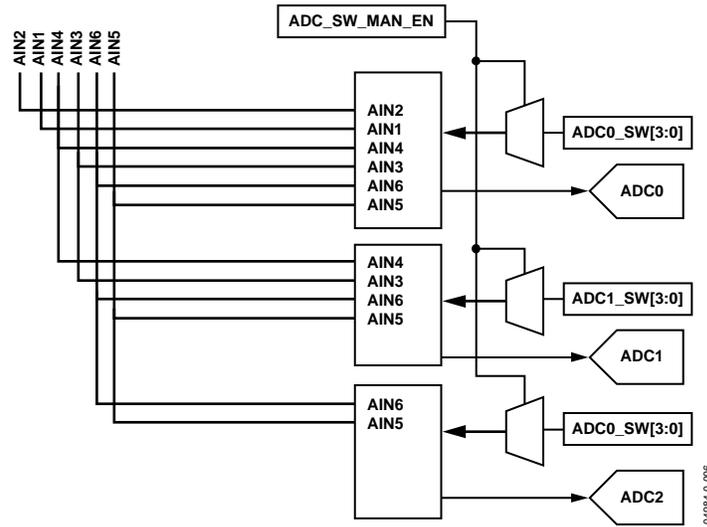 ADC_SW_MAN_EN
AIN2
AIN1
AIN4
AIN3
AIN6
AIN5
AIN2
AIN1
AIN4
AIN3
AIN6
AIN5
ADC0_SW[3:0]
ADC0
AIN4
AIN3
AIN6
AIN5
ADC1_SW[3:0]
ADC1
AIN6
AIN5
ADC0_SW[3:0]
ADC2